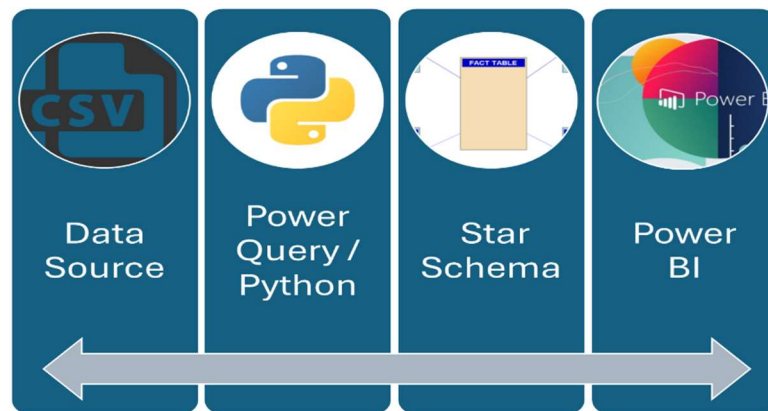 CSV
Data
Source
Power
Query /
Python
FACT TABLE
Star
Schema
Power
Power
BI